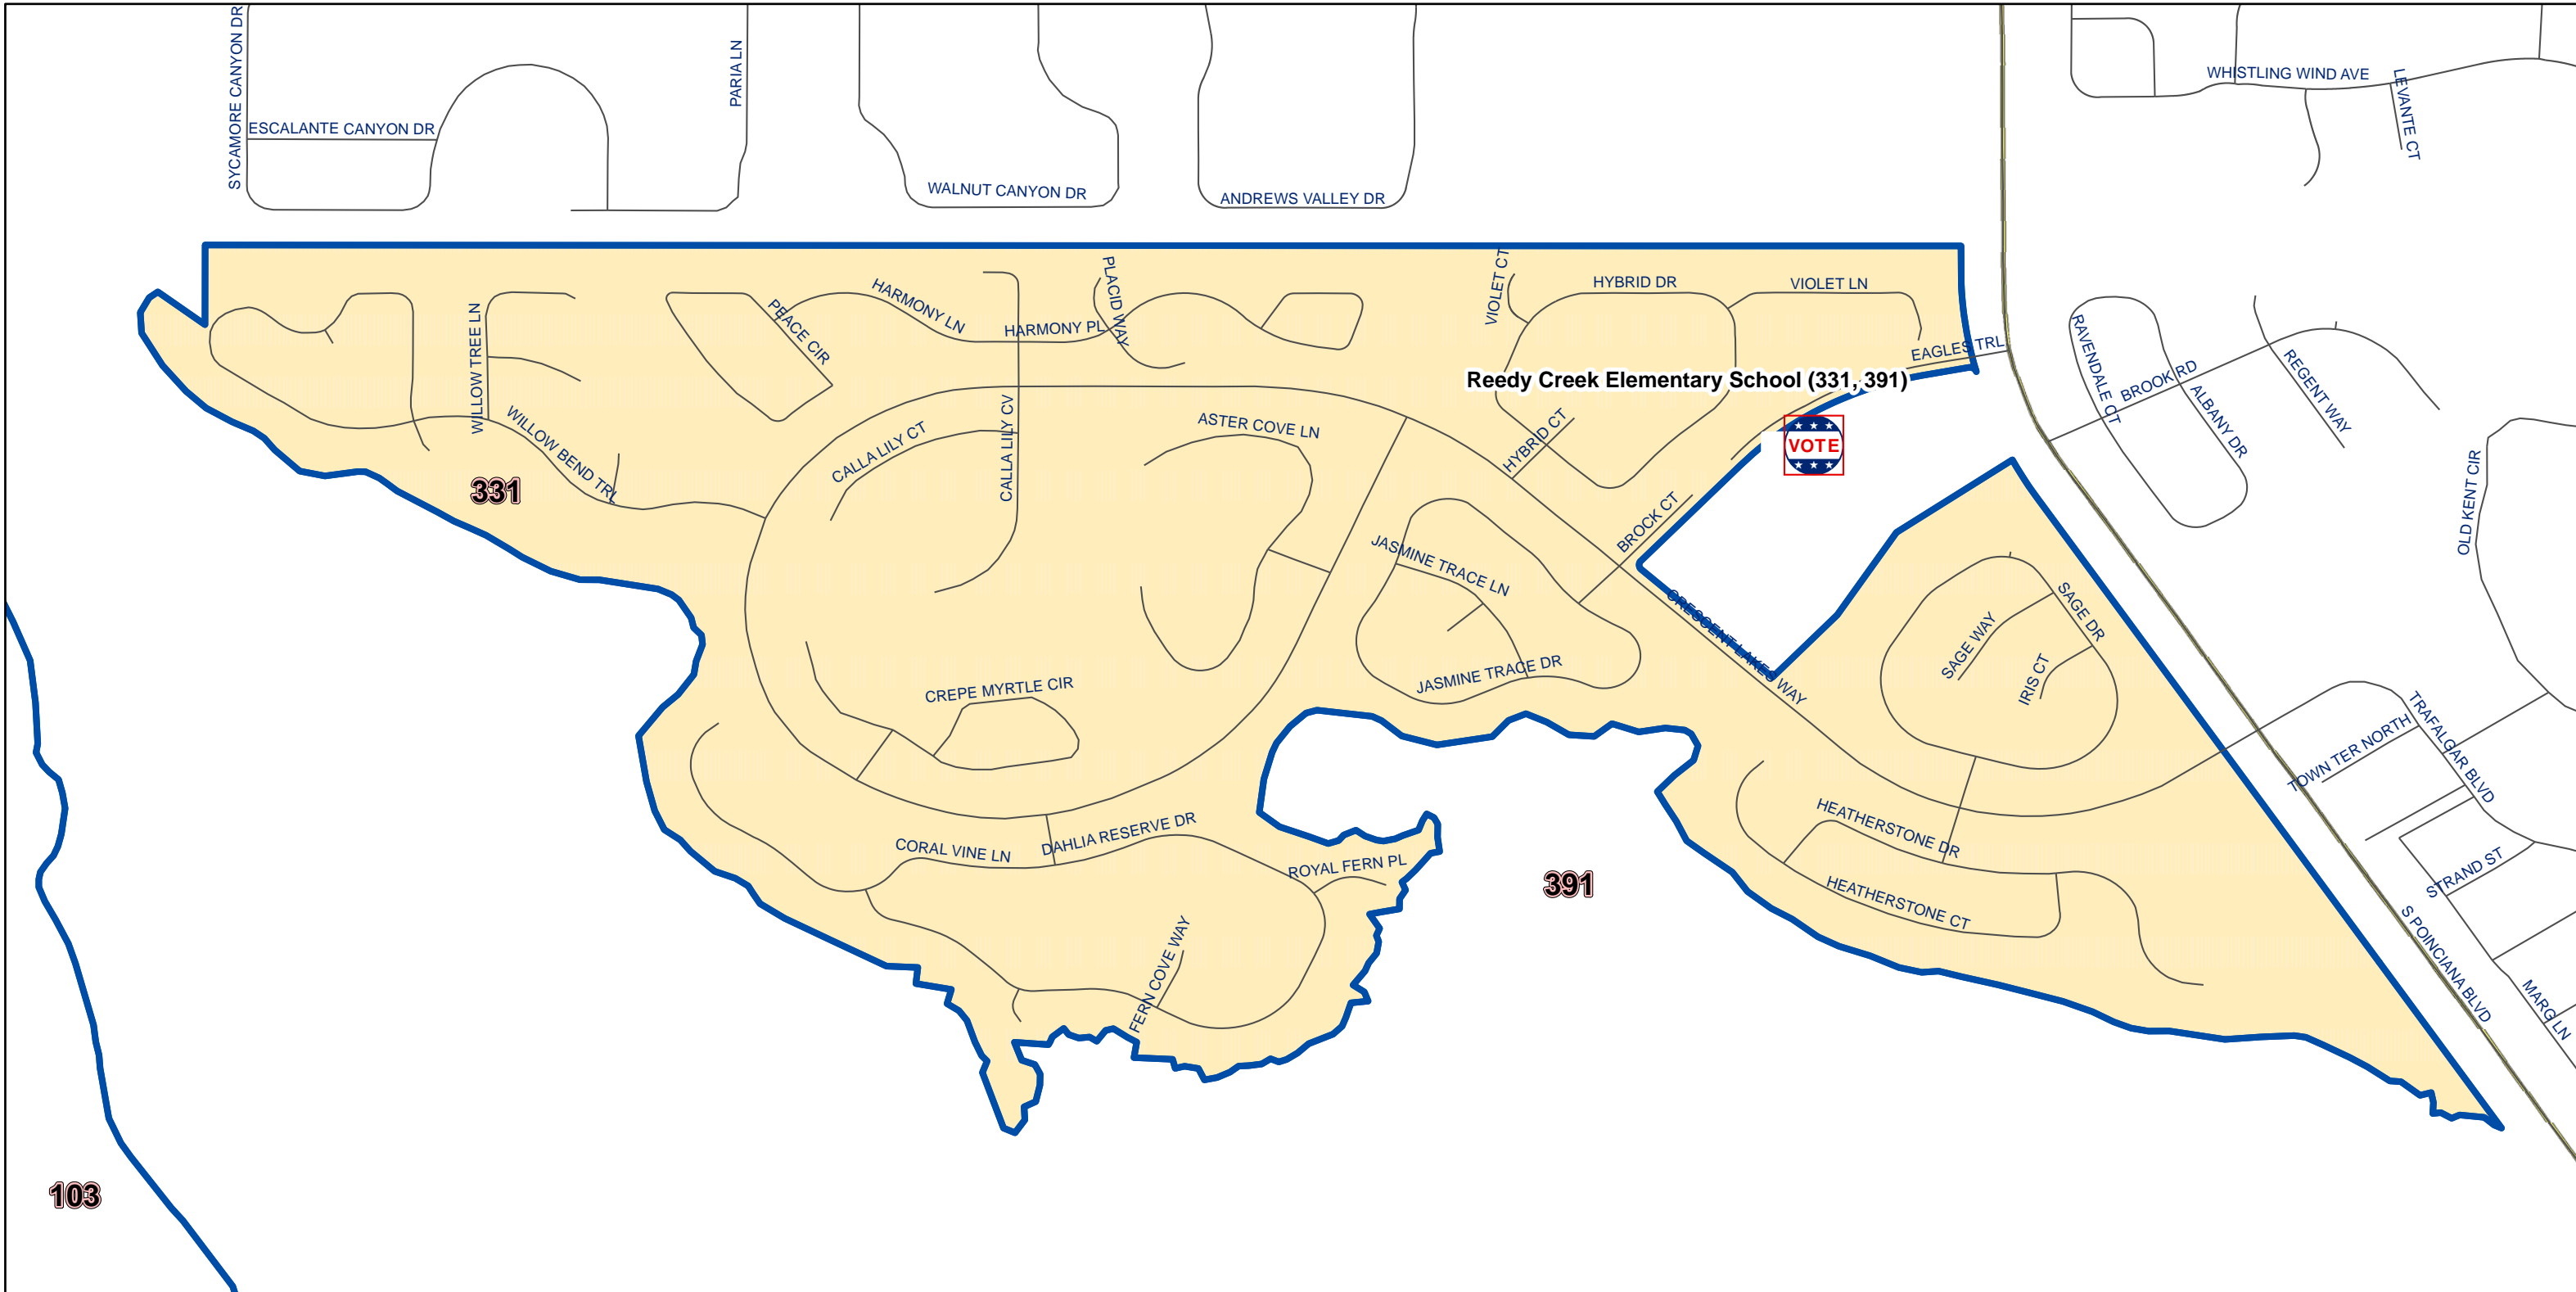 SYCAMORE CANYON DR
ESCALANTE CANYON DR
PARIA LN
WALNUT CANYON DR
ANDREWS VALLEY DR
WHISTLING WIND AVE
LEVANTE CT
WILLOW TREE LN
WILLOW BEND TRL
PEACE CIR
HARMONY LN
HARMONY PL
PLACID WAY
VIOLET CT
HYBRID DR
VIOLET LN
EAGLES TRL
Reedy Creek Elementary School (331, 391)
VOTE
RAVENDALE CT
BROOK RD
ALBANY DR
REGENT WAY
OLD KENT CIR
CALLA LILY CT
CALLA LILY CV
ASTER COVE LN
HYBRID CT
BROCK CT
331
JASMINE TRACE LN
JASMINE TRACE DR
CRESCENT LAKES WAY
SAGE WAY
SAGE DR
IRIS CT
CREPE MYRTLE CIR
TRAFALGAR BLVD
TOWN TER NORTH
CORAL VINE LN
DAHLIA RESERVE DR
ROYAL FERN PL
391
HEATHERSTONE DR
HEATHERSTONE CT
STRAND ST
S POINCIANA BLVD
FERN COVE WAY
MARG LN
103